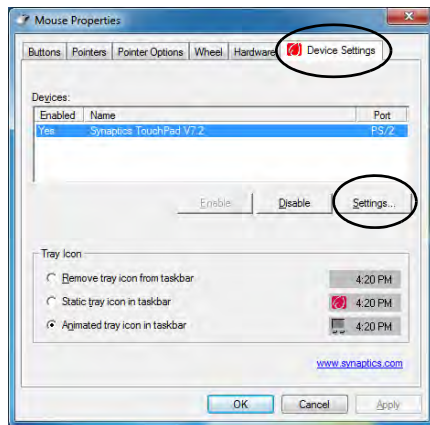 Mouse Properties
Buttons Pointers Pointer Options Wheel Hardware Device Settings
Devices:
Enabled Name Port
Yes Synaptics TouchPad V7.2 PS/2
Enable Disable Settings...
Tray Icon
Remove tray icon from taskbar 4:20 PM
Static tray icon in taskbar 4:20 PM
Animated tray icon in taskbar 4:20 PM
www.synaptics.com
OK Cancel Apply